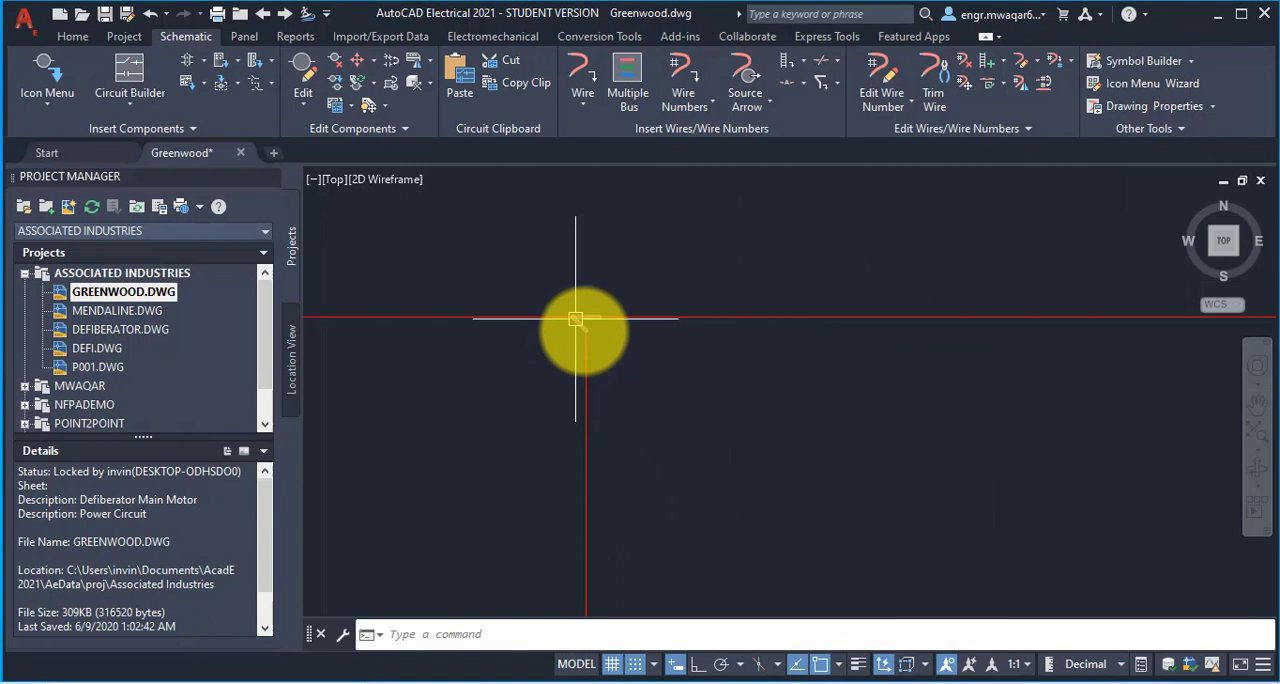 AutoCAD Electrical 2021 - STUDENT VERSION Greenwood.dwg Type a keyword or phrase engr.mwaqar6...
Home Project Schematic Panel Reports Import/Export Data Electromechanical Conversion Tools Add-ins Collaborate Express Tools Featured Apps
Icon Menu Circuit Builder Edit Paste Cut Copy Clip Wire Multiple Bus Wire Numbers Source Arrow Edit Wire Number Trim Wire Symbol Builder Icon Menu Wizard Drawing Properties
Insert Components Edit Components Circuit Clipboard Insert Wires/Wire Numbers Edit Wires/Wire Numbers Other Tools
Start Greenwood*
PROJECT MANAGER
[−][Top][2D Wireframe]
ASSOCIATED INDUSTRIES
Projects
ASSOCIATED INDUSTRIES
GREENWOOD.DWG
MENDALINE.DWG
DEFIBERATOR.DWG
DEFI.DWG
P001.DWG
MWAQAR
NFPADEMO
POINT2POINT
Projects
Location View
Details
Status: Locked by invin(DESKTOP-ODHSDO0)
Sheet:
Description: Defiberator Main Motor
Description: Power Circuit
File Name: GREENWOOD.DWG
Location: C:\Users\invin\Documents\AcadE
2021\AeData\proj\Associated Industries
File Size: 309KB (316520 bytes)
Last Saved: 6/9/2020 1:02:42 AM
N
W TOP E
S
WCS
Type a command
MODEL 1:1 Decimal